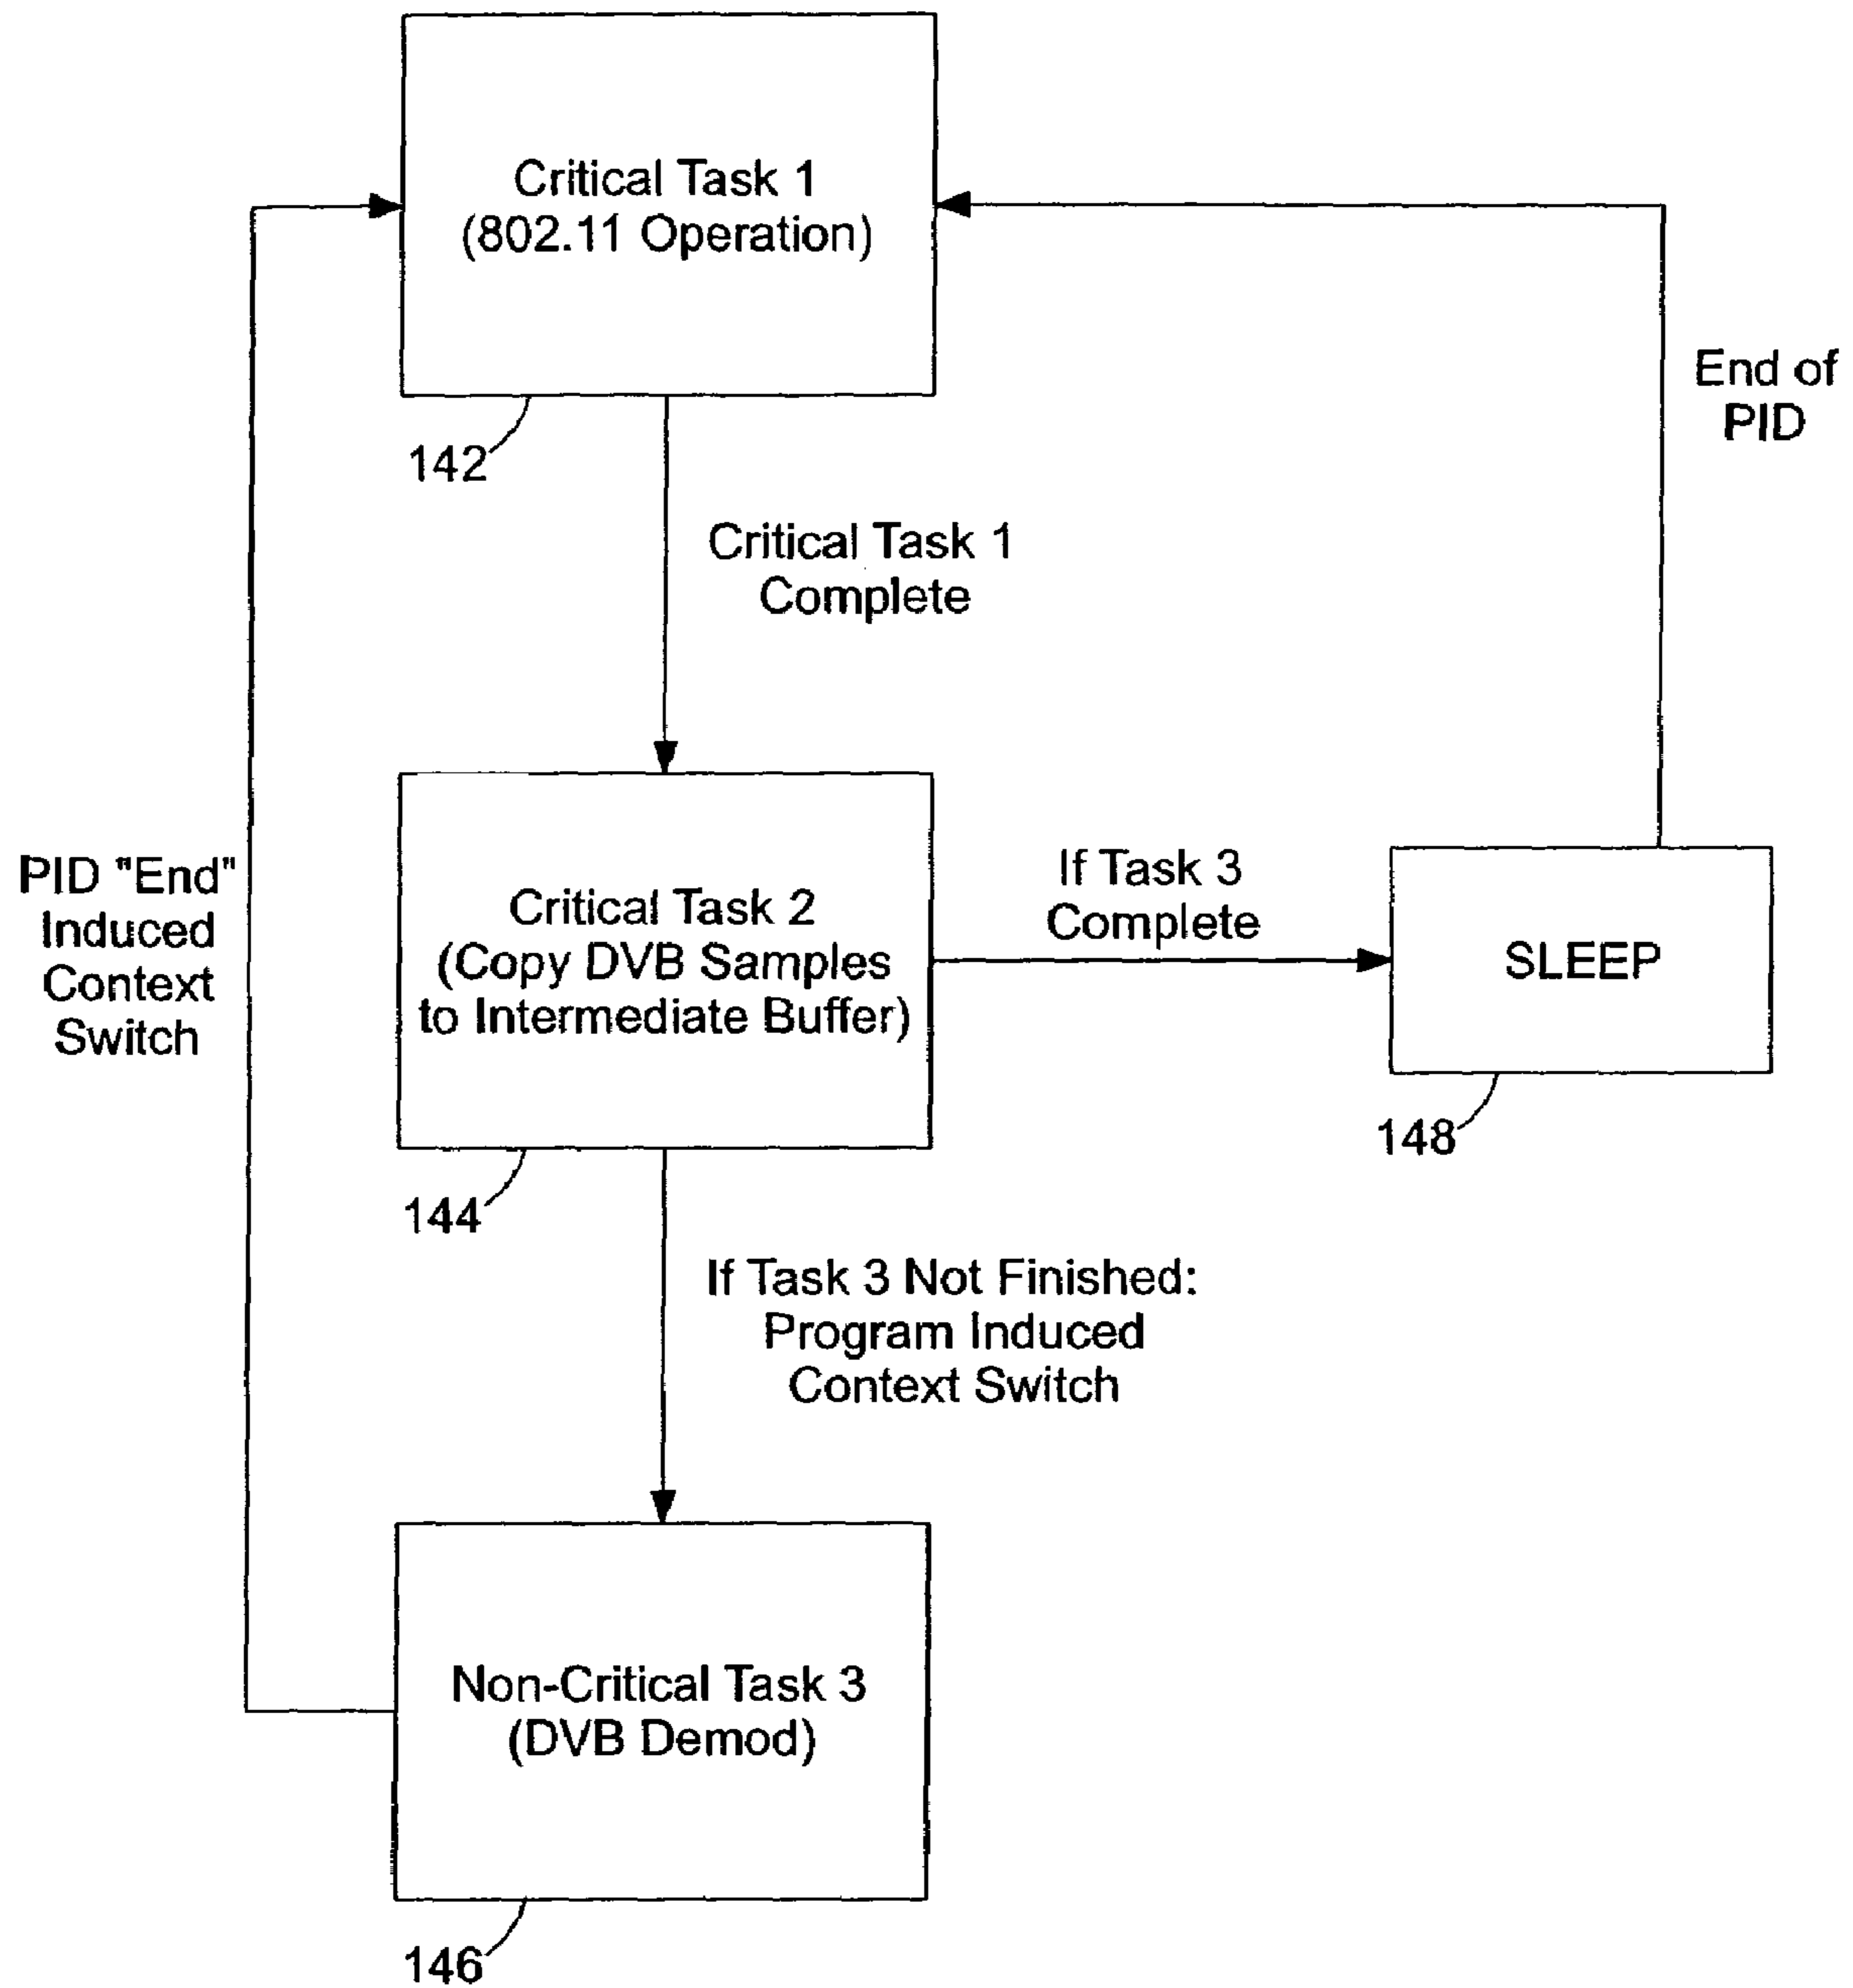 Critical Task 1
(802.11 Operation)
142
End of
PID
Critical Task 1
Complete
PID "End"
Induced
Context
Switch
Critical Task 2
(Copy DVB Samples
to Intermediate Buffer)
144
If Task 3
Complete
SLEEP
148
If Task 3 Not Finished:
Program Induced
Context Switch
Non-Critical Task 3
(DVB Demod)
146